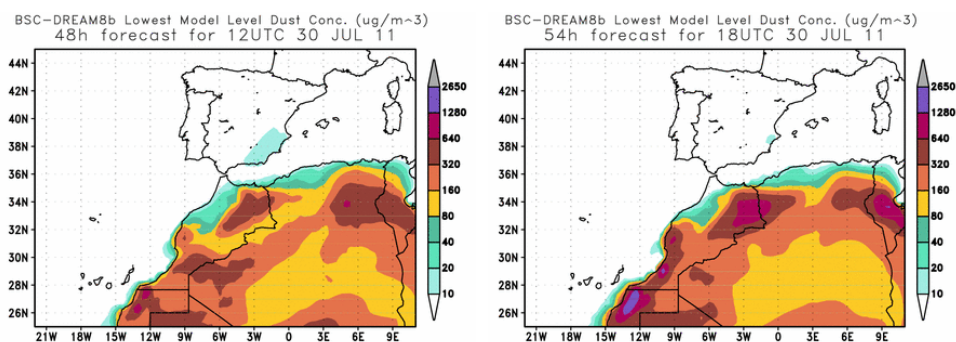 BSC-DREAM8b Lowest Model Level Dust Conc. (ug/m^3)
48h forecast for 12UTC 30 JUL 11
44N
42N
40N
38N
36N
34N
32N
30N
28N
26N
21W 18W 15W 12W 9W 6W 3W 0 3E 6E 9E
2650
1280
640
320
160
80
40
20
10
BSC-DREAM8b Lowest Model Level Dust Conc. (ug/m^3)
54h forecast for 18UTC 30 JUL 11
44N
42N
40N
38N
36N
34N
32N
30N
28N
26N
21W 18W 15W 12W 9W 6W 3W 0 3E 6E 9E
2650
1280
640
320
160
80
40
20
10